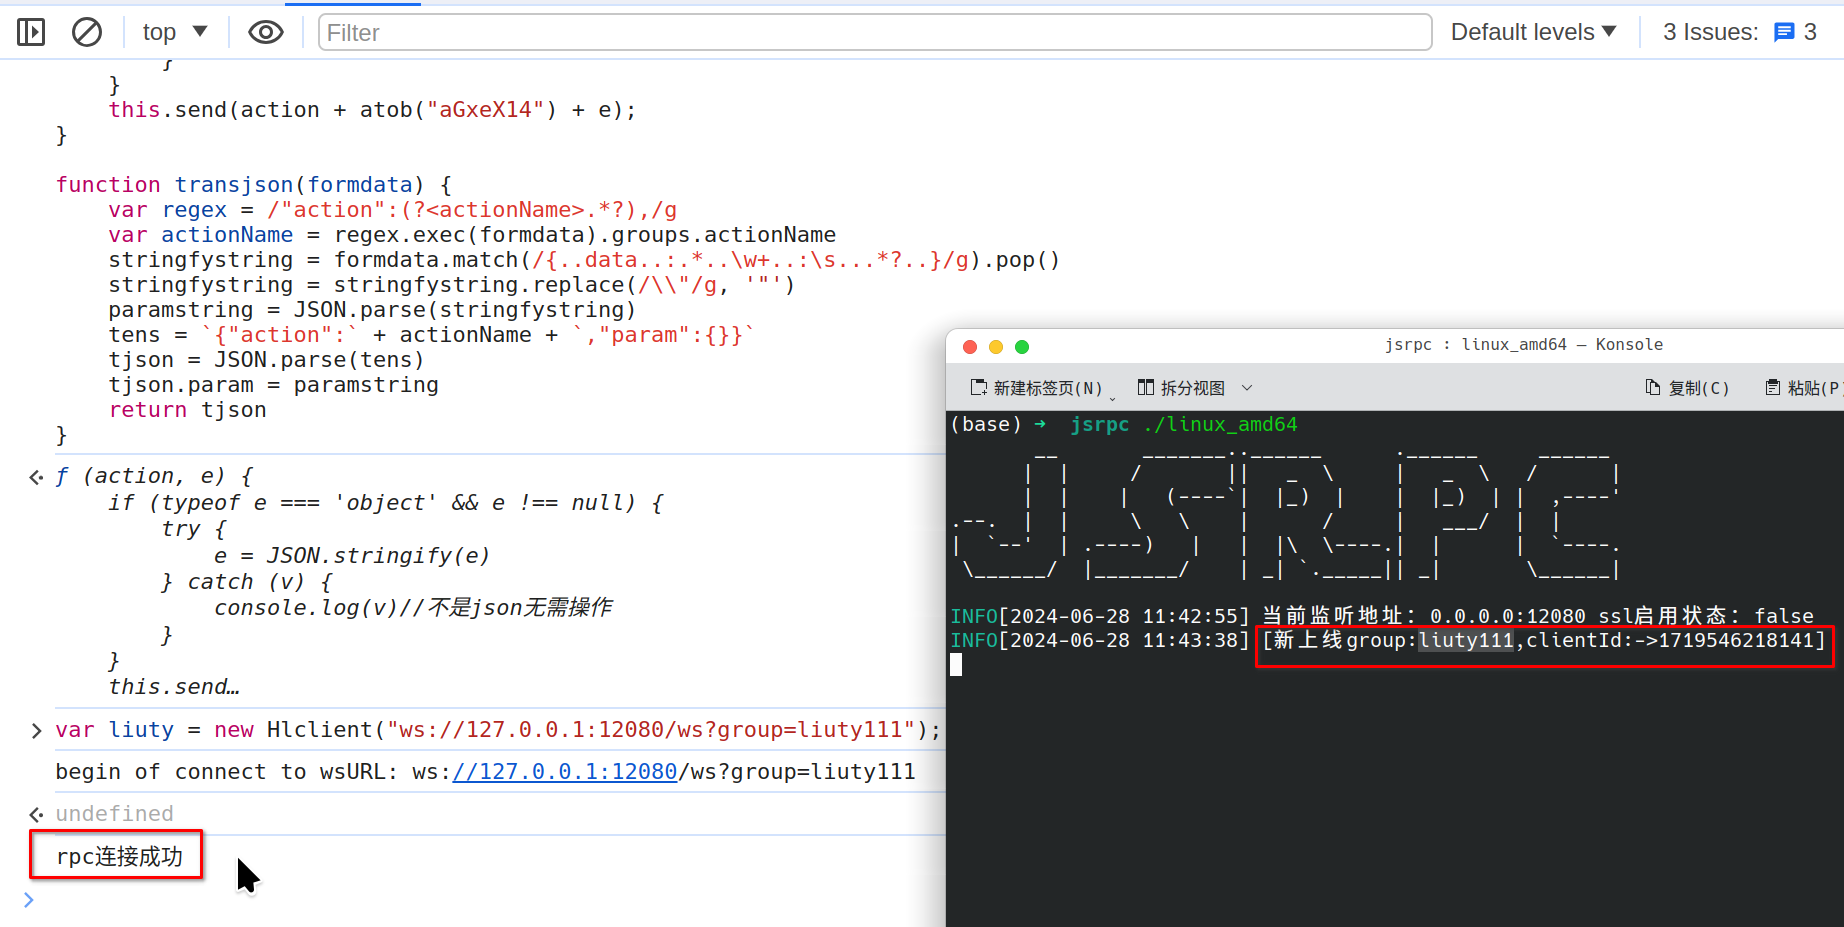 top
Filter
Default levels
3 Issues:
3
}
}
this.send(action + atob("aGxeX14") + e);
}
function transjson(formdata) {
var regex = /"action":(?<actionName>.*?),/g
var actionName = regex.exec(formdata).groups.actionName
stringfystring = formdata.match(/{..data..:.*..\w+..:\s...*?..}/g).pop()
stringfystring = stringfystring.replace(/\\"/g, '"')
paramstring = JSON.parse(stringfystring)
tens = `{"action":` + actionName + `,"param":{}}`
tjson = JSON.parse(tens)
tjson.param = paramstring
return tjson
}
ƒ (action, e) {
if (typeof e === 'object' && e !== null) {
try {
e = JSON.stringify(e)
} catch (v) {
console.log(v)//不是json无需操作
}
}
this.send…
var liuty = new Hlclient("ws://127.0.0.1:12080/ws?group=liuty111");
begin of connect to wsURL: ws://127.0.0.1:12080/ws?group=liuty111
undefined
rpc连接成功
jsrpc : linux_amd64 — Konsole
新建标签页(N)
拆分视图
复制(C)
粘贴(P)
(base) ➜ jsrpc ./linux_amd64
JSRPC
INFO[2024-06-28 11:42:55] 当前监听地址：0.0.0.0:12080 ssl启用状态：false
INFO[2024-06-28 11:43:38] [新上线group:liuty111,clientId:->1719546218141]